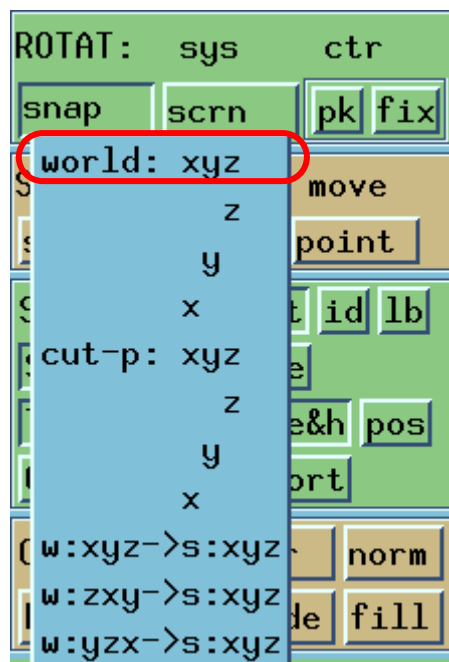 ROTAT: sys ctr
snap scrn pk fix
world: xyz
move
z
point
y
x
id lb
cut-p: xyz
z
e&h pos
y
x
w:xyz->s:xyz
norm
w:zxy->s:xyz
fill
w:yzx->s:xyz